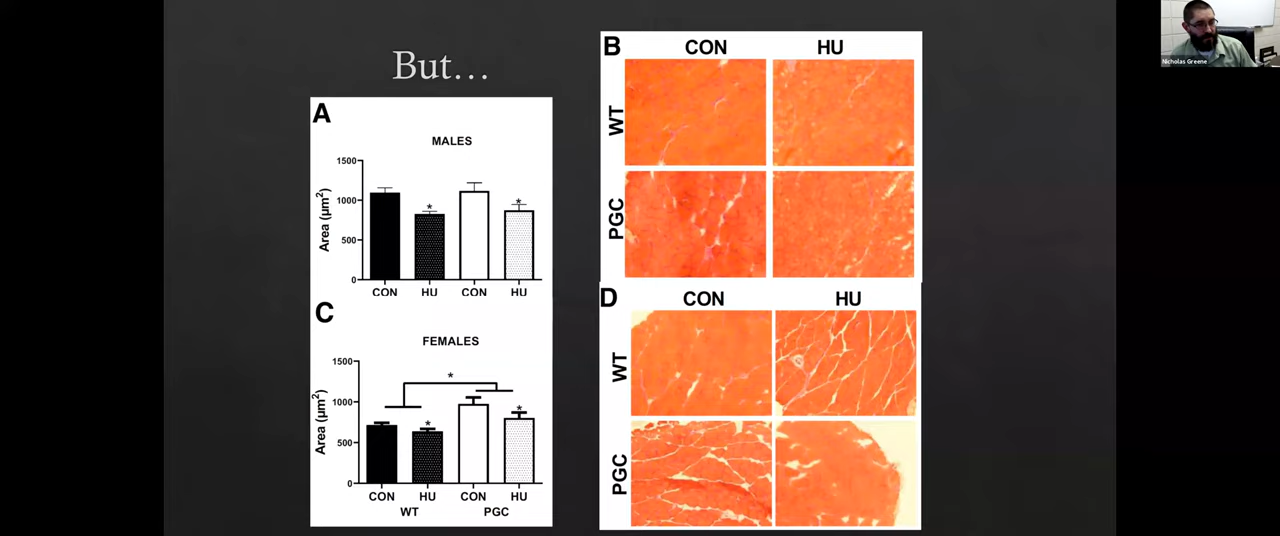 But…
A
MALES
1500
1000
500
0
Area (µm²)
* *
CON HU CON HU
C
FEMALES
1500
1000
500
0
Area (µm²)
*
* *
CON HU CON HU
WT PGC
B
CON HU
WT
PGC
D
CON HU
WT
PGC
Nicholas Greene